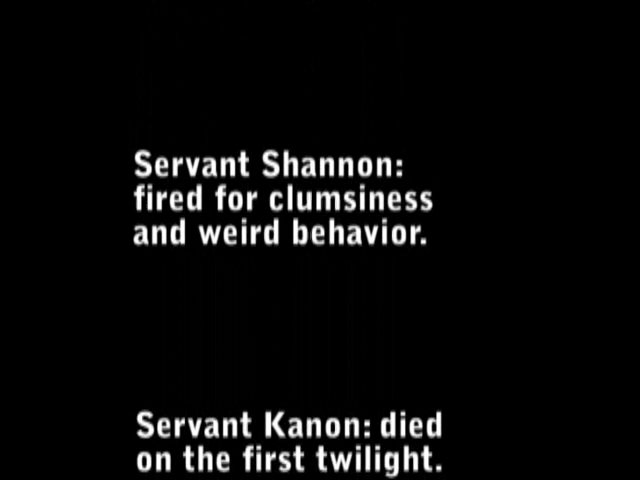 Servant Shannon:
fired for clumsiness
and weird behavior.
Servant Kanon: died
on the first twilight.